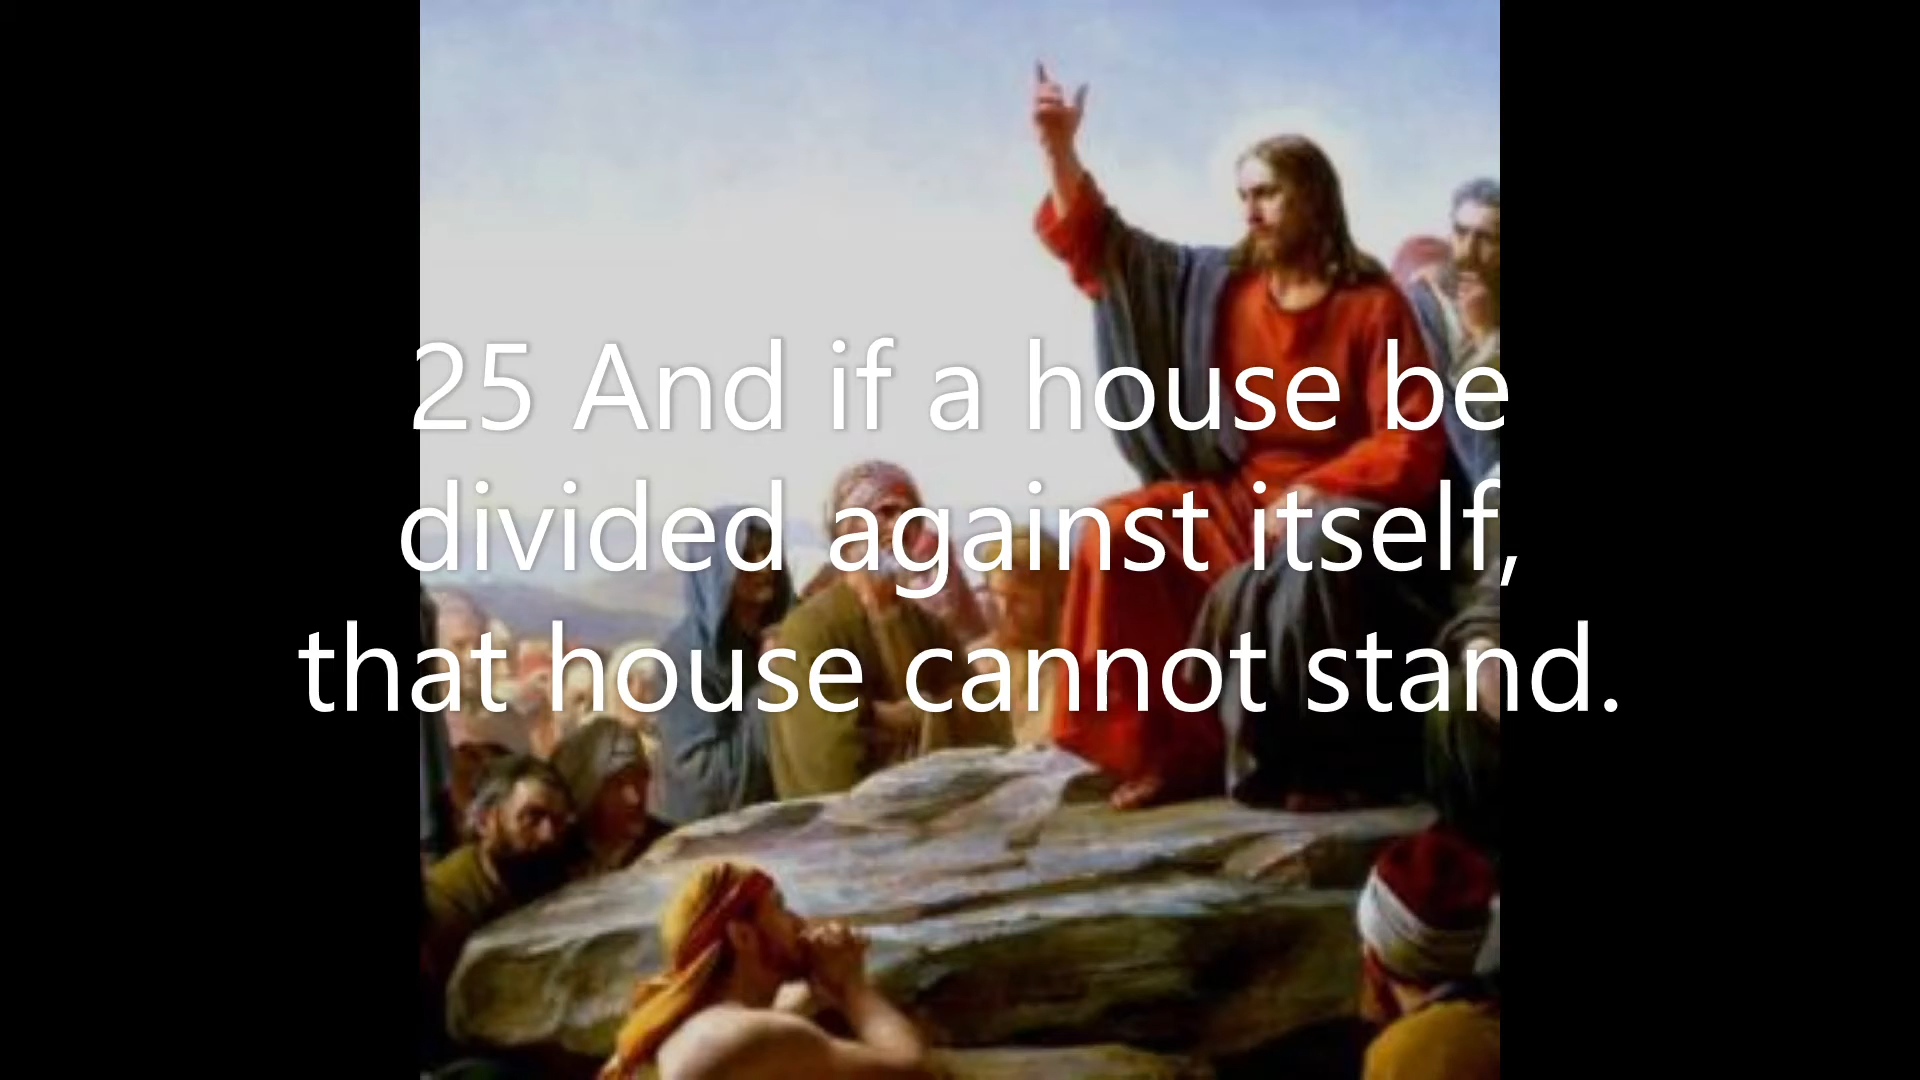 25 And if a house be
divided against itself,
that house cannot stand.